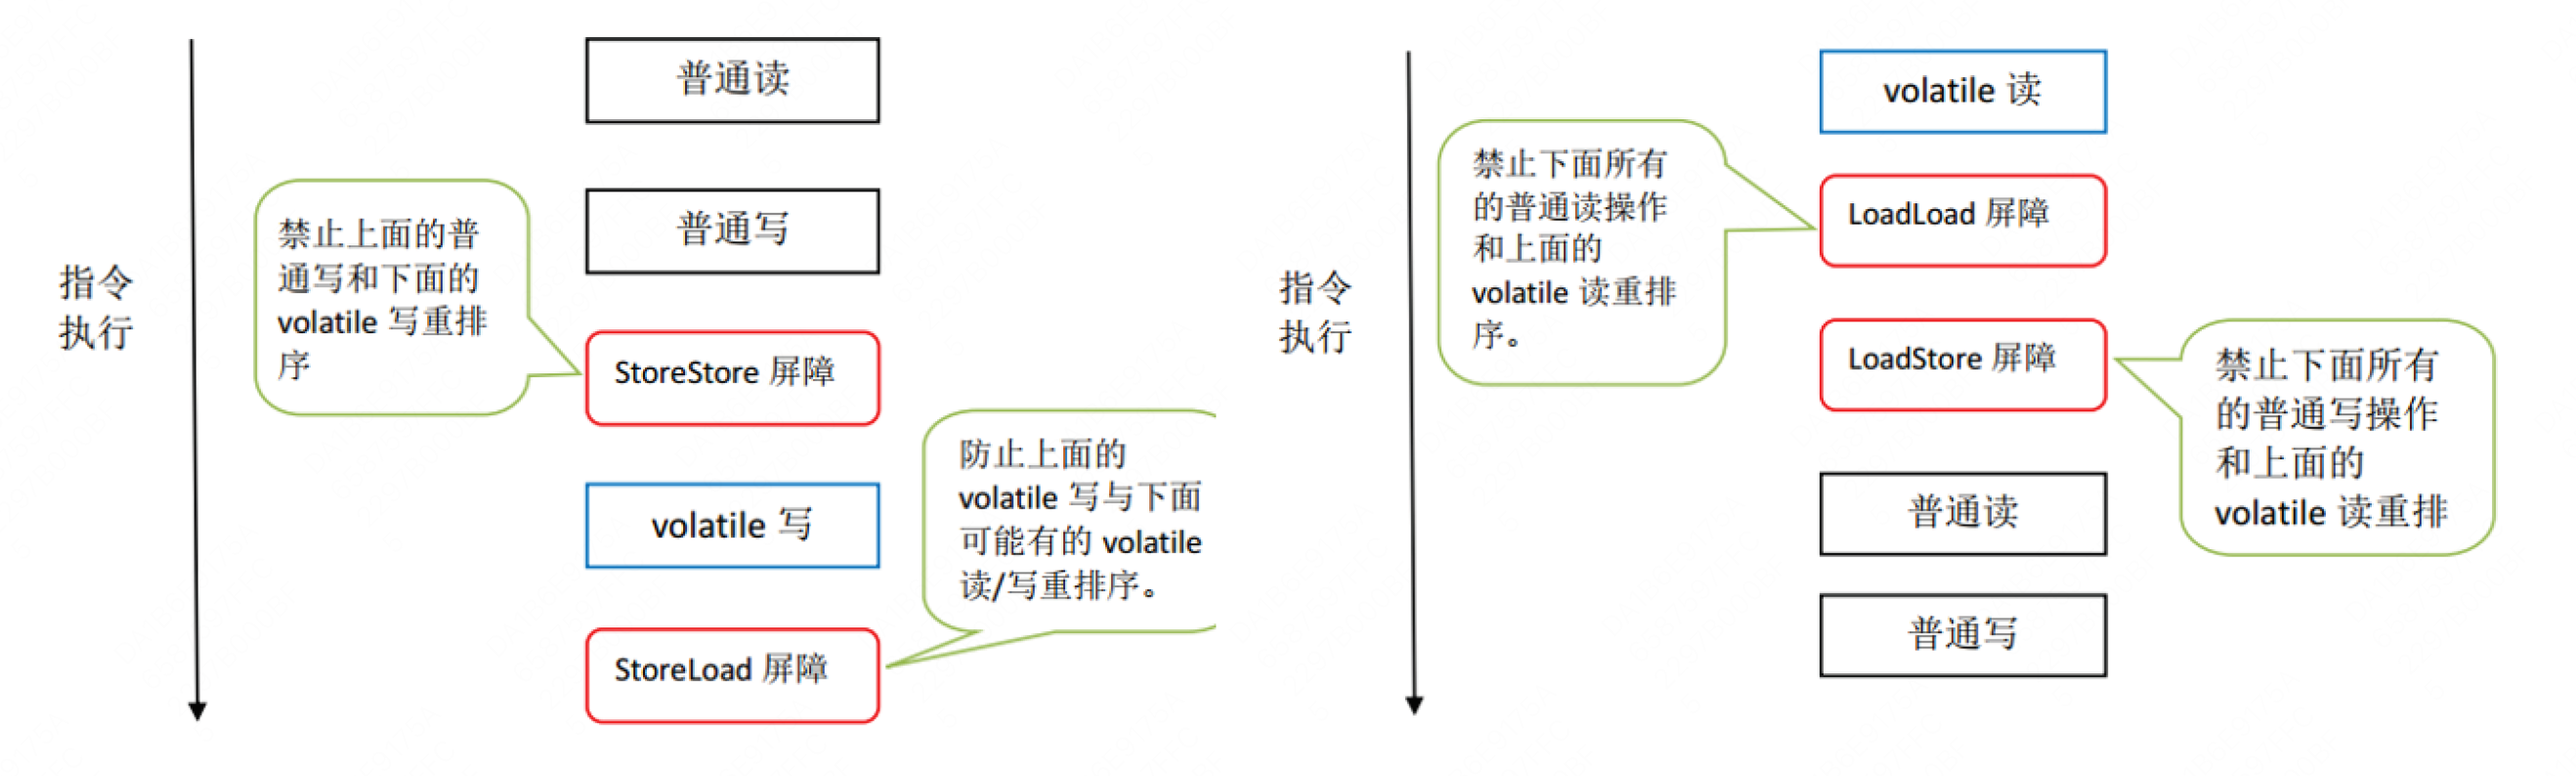 普通读
普通写
禁止上面的普
通写和下面的
volatile 写重排
序
指令
执行
StoreStore 屏障
volatile 写
防止上面的
volatile 写与下面
可能有的 volatile
读/写重排序。
StoreLoad 屏障
volatile 读
禁止下面所有
的普通读操作
和上面的
volatile 读重排
序。
LoadLoad 屏障
指令
执行
LoadStore 屏障
禁止下面所有
的普通写操作
和上面的
volatile 读重排
普通读
普通写